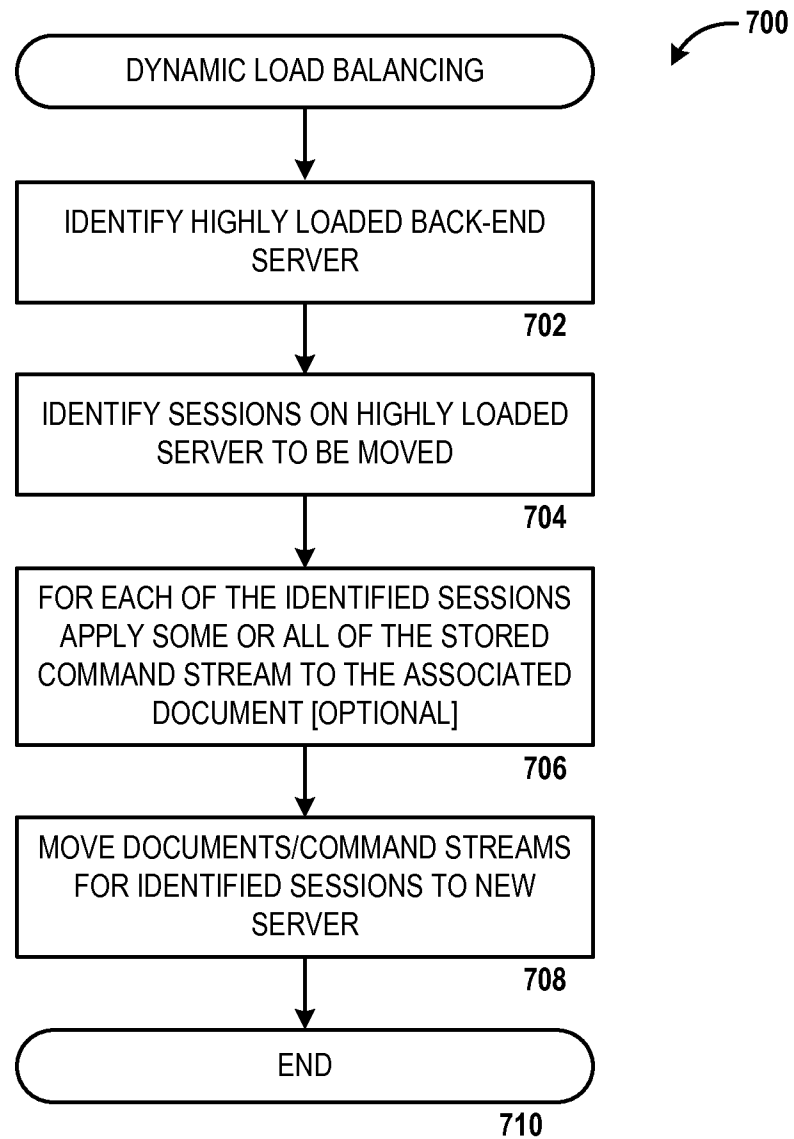 700
DYNAMIC LOAD BALANCING
IDENTIFY HIGHLY LOADED BACK-END
SERVER
702
IDENTIFY SESSIONS ON HIGHLY LOADED
SERVER TO BE MOVED
704
FOR EACH OF THE IDENTIFIED SESSIONS
APPLY SOME OR ALL OF THE STORED
COMMAND STREAM TO THE ASSOCIATED
DOCUMENT [OPTIONAL]
706
MOVE DOCUMENTS/COMMAND STREAMS
FOR IDENTIFIED SESSIONS TO NEW
SERVER
708
END
710